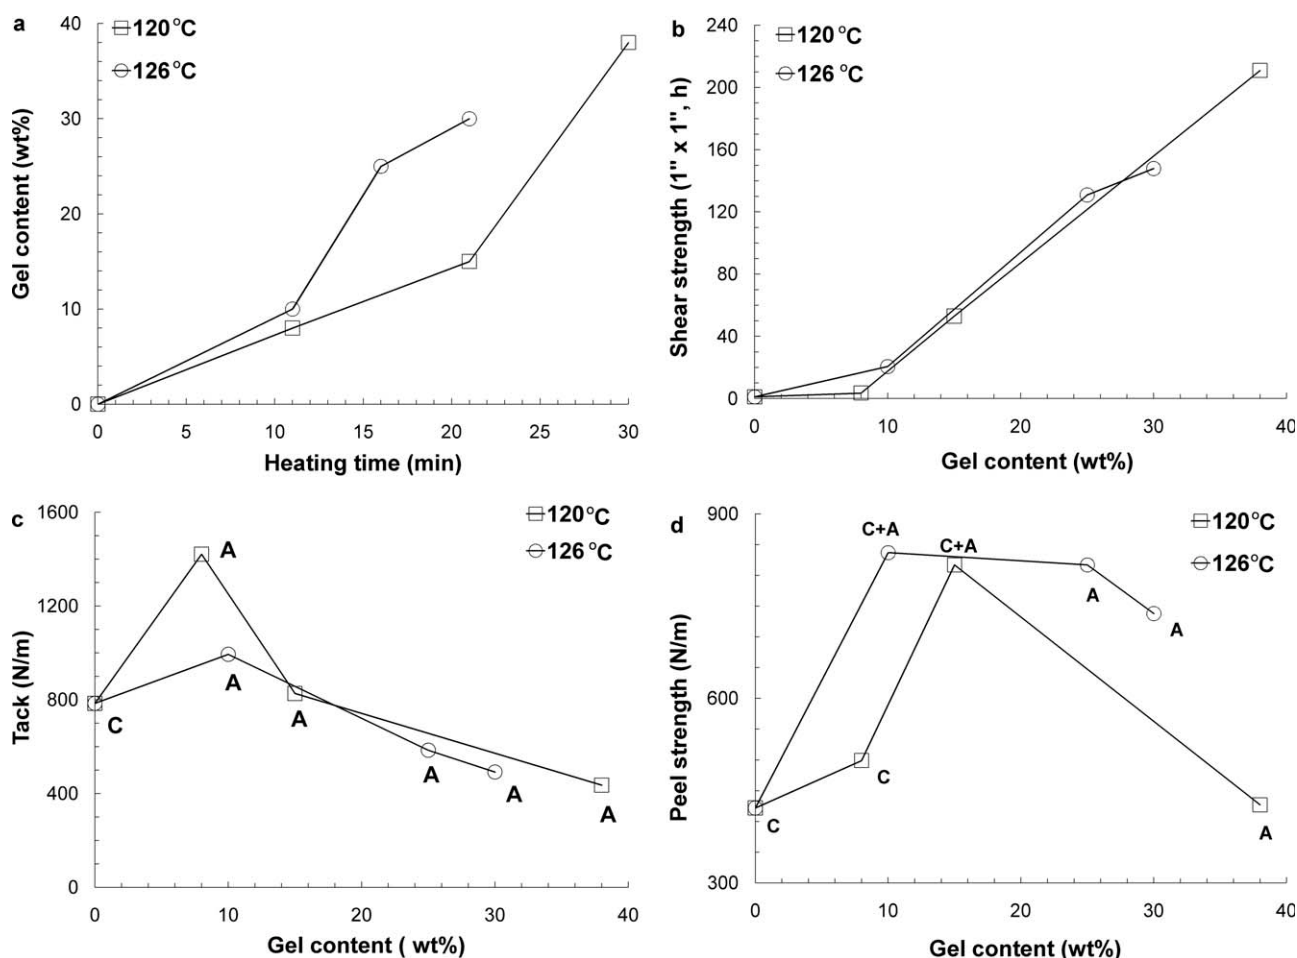 a
120°C
126°C
40
30
20
10
0
Gel content (wt%)
0 5 10 15 20 25 30
Heating time (min)
b
120°C
126°C
240
200
160
120
80
40
0
Shear strength (1" x 1", h)
0 10 20 30 40
Gel content (wt%)
c
120°C
126°C
1600
1200
800
400
0
Tack (N/m)
A
A
C
A
A
A
A
0 10 20 30 40
Gel content ( wt%)
d
120°C
126°C
900
600
300
Peel strength (N/m)
C+A
C+A
A
A
C
C
A
0 10 20 30 40
Gel content (wt%)